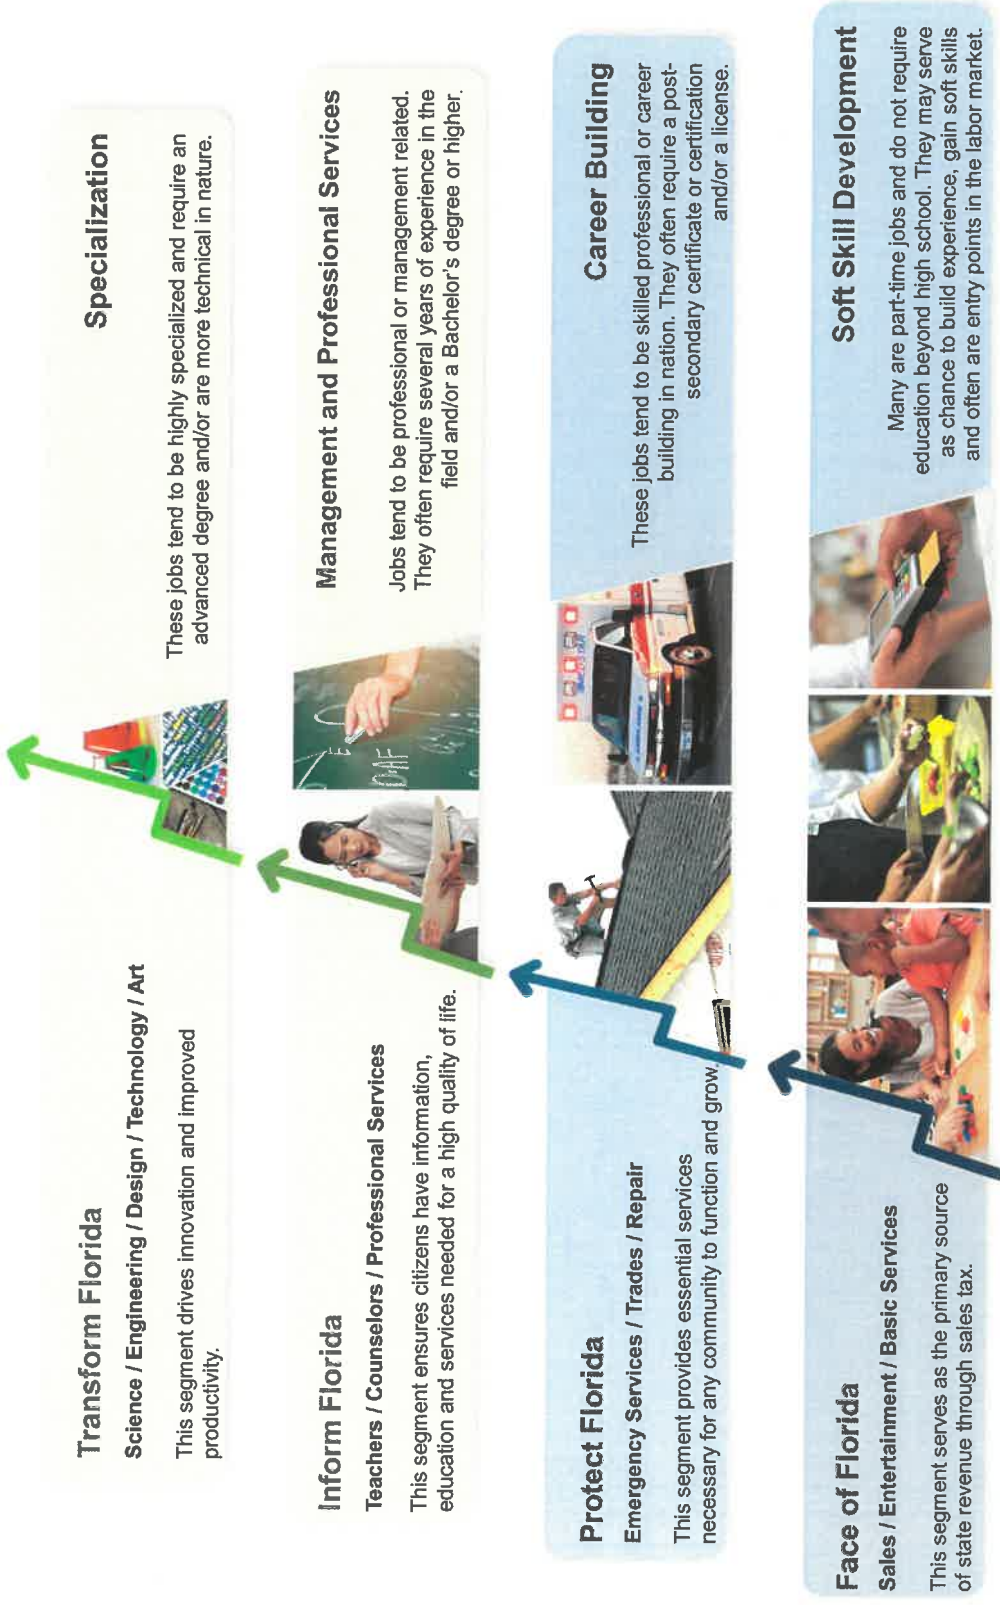 Transform Florida
Science / Engineering / Design / Technology / Art
This segment drives innovation and improved
productivity.
Specialization
These jobs tend to be highly specialized and require an
advanced degree and/or are more technical in nature.
Inform Florida
Teachers / Counselors / Professional Services
This segment ensures citizens have information,
education and services needed for a high quality of life.
Management and Professional Services
Jobs tend to be professional or management related.
They often require several years of experience in the
field and/or a Bachelor's degree or higher.
Protect Florida
Emergency Services / Trades / Repair
This segment provides essential services
necessary for any community to function and grow.
Career Building
These jobs tend to be skilled professional or career
building in nation. They often require a post-
secondary certificate or certification
and/or a license.
Face of Florida
Sales / Entertainment / Basic Services
This segment serves as the primary source
of state revenue through sales tax.
Soft Skill Development
Many are part-time jobs and do not require
education beyond high school. They may serve
as chance to build experience, gain soft skills
and often are entry points in the labor market.